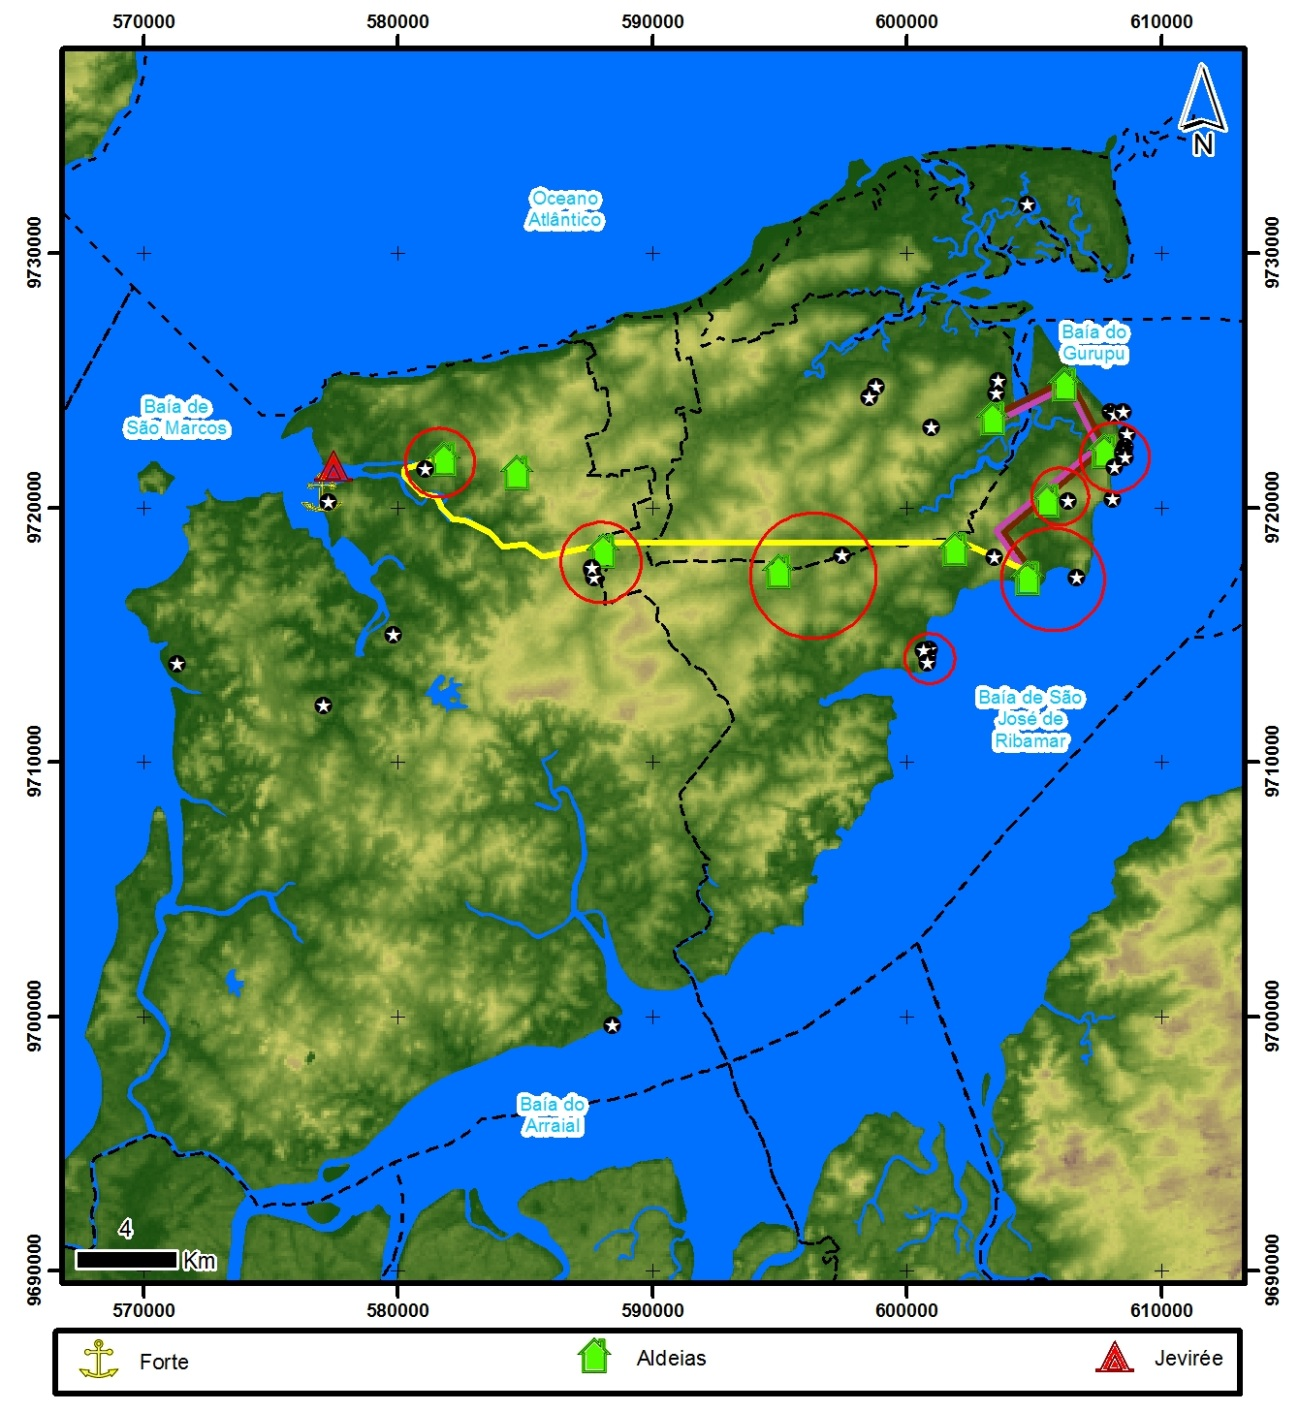 570000 580000 590000 600000 610000
N
Oceano
Atlântico
9730000 9730000
Baía do
Gurupu
Baía de
São Marcos
9720000 9720000
Baía de São
José de
Ribamar
9710000 9710000
9700000 9700000
Baía do
Arraial
4
Km
9690000 9690000
570000 580000 590000 600000 610000
Forte Aldeias Jevirée